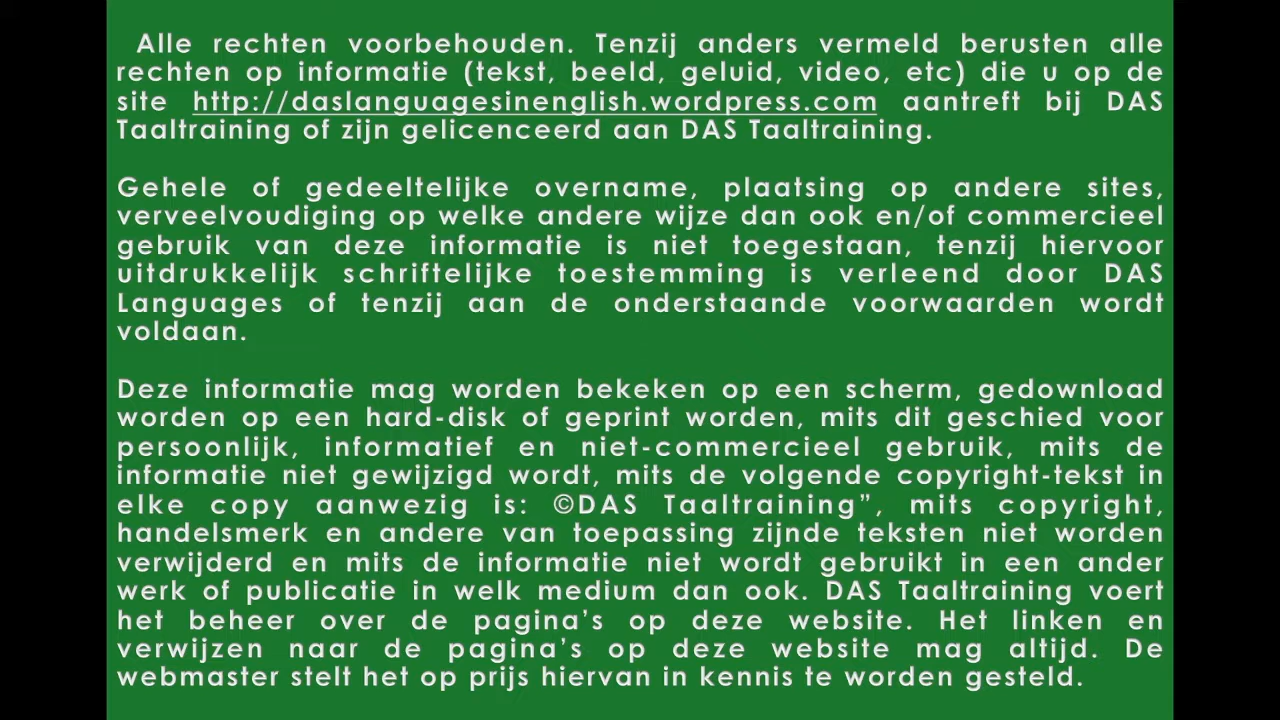 Alle rechten voorbehouden. Tenzij anders vermeld berusten alle
rechten op informatie (tekst, beeld, geluid, video, etc) die u op de
site http://daslanguagesinenglish.wordpress.com aantreft bij DAS
Taaltraining of zijn gelicenceerd aan DAS Taaltraining.
Gehele of gedeeltelijke overname, plaatsing op andere sites,
verveelvoudiging op welke andere wijze dan ook en/of commercieel
gebruik van deze informatie is niet toegestaan, tenzij hiervoor
uitdrukkelijk schriftelijke toestemming is verleend door DAS
Languages of tenzij aan de onderstaande voorwaarden wordt
voldaan.
Deze informatie mag worden bekeken op een scherm, gedownload
worden op een hard-disk of geprint worden, mits dit geschied voor
persoonlijk, informatief en niet-commercieel gebruik, mits de
informatie niet gewijzigd wordt, mits de volgende copyright-tekst in
elke copy aanwezig is: ©DAS Taaltraining”, mits copyright,
handelsmerk en andere van toepassing zijnde teksten niet worden
verwijderd en mits de informatie niet wordt gebruikt in een ander
werk of publicatie in welk medium dan ook. DAS Taaltraining voert
het beheer over de pagina’s op deze website. Het linken en
verwijzen naar de pagina’s op deze website mag altijd. De
webmaster stelt het op prijs hiervan in kennis te worden gesteld.